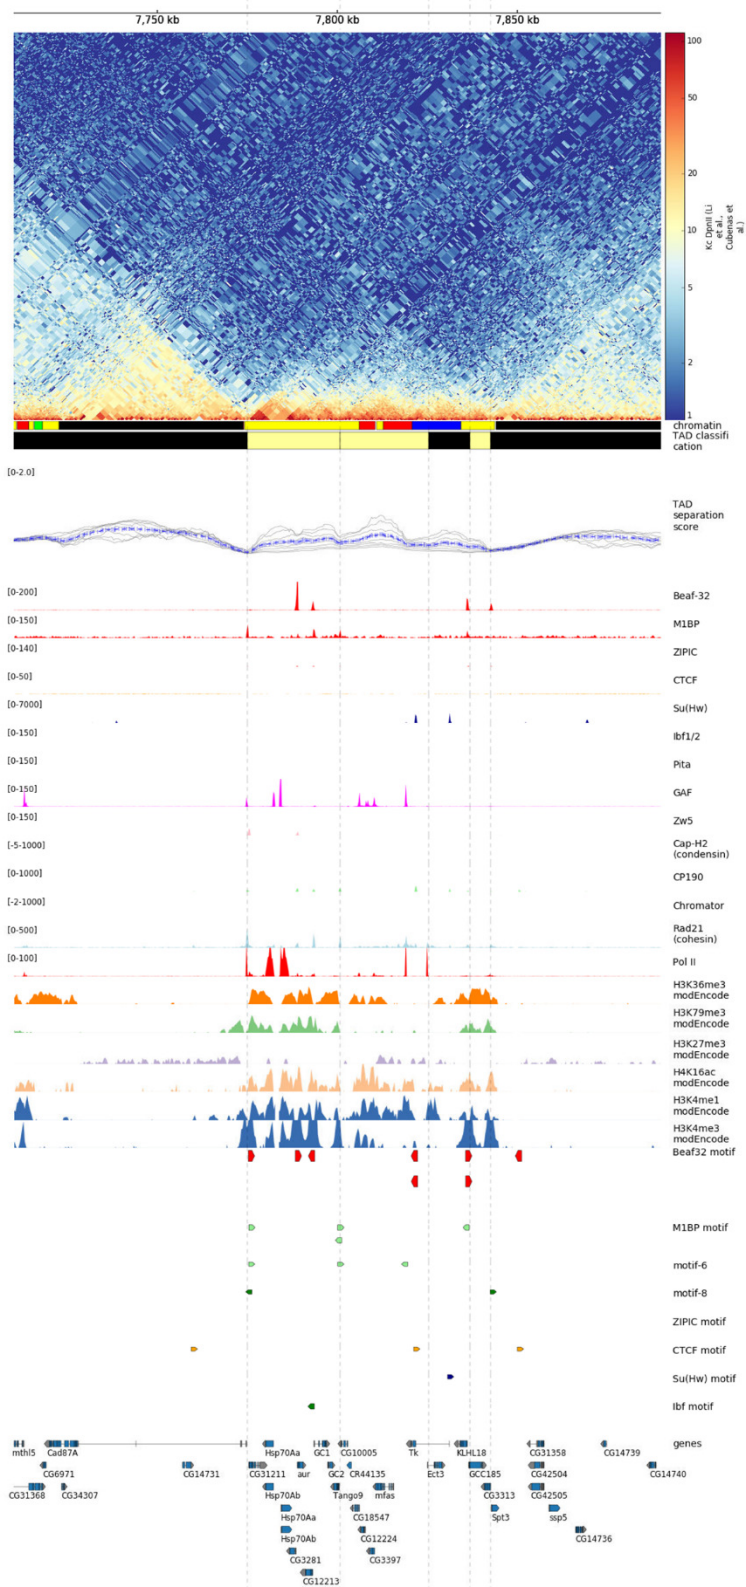 7,750 kb 7,800 kb 7,850 kb
100
50
20
10
5
2
1
Kc DpnII (Li
et al.,
Cubenas et
al.)
chromatin
TAD classifi
cation
[0-2.0]
TAD
separation
score
[0-200]
Beaf-32
[0-150]
M1BP
[0-140]
ZIPIC
[0-50]
CTCF
[0-7000]
Su(Hw)
[0-150]
Ibf1/2
[0-150]
Pita
[0-150]
GAF
[0-150]
Zw5
[-5-1000]
Cap-H2
(condensin)
[0-1000]
CP190
[-2-1000]
Chromator
[0-500]
Rad21
(cohesin)
[0-100]
Pol II
H3K36me3
modEncode
H3K79me3
modEncode
H3K27me3
modEncode
H4K16ac
modEncode
H3K4me1
modEncode
H3K4me3
modEncode
Beaf32 motif
M1BP motif
motif-6
motif-8
ZIPIC motif
CTCF motif
Su(Hw) motif
Ibf motif
genes
mthl5 Cad87A Hsp70Aa GC1 CG10005 Tk KLHL18 CG31358 CG14739
CG6971 CG14731 CG31211 aur GC2 CR44135 Ect3 GCC185 CG42504 CG14740
CG31368 CG34307 Hsp70Ab Tango9 mfas CG3313 CG42505
Hsp70Aa CG18547 Spt3 ssp5
Hsp70Ab CG12224 CG14736
CG3281 CG3397
CG12213